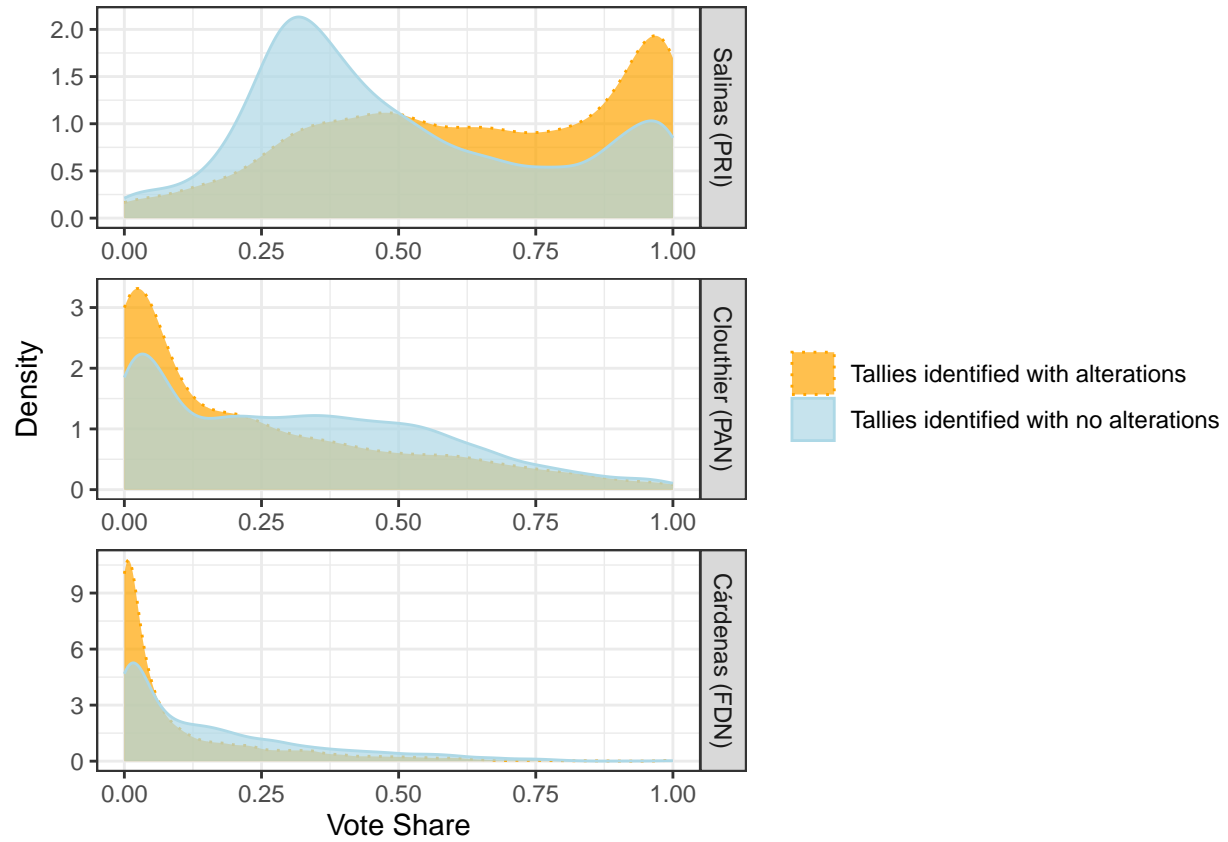 2.0
1.5
1.0
0.5
0.0
0.00 0.25 0.50 0.75 1.00
Salinas (PRI)
3
2
1
0
0.00 0.25 0.50 0.75 1.00
Clouthier (PAN)
9
6
3
0
0.00 0.25 0.50 0.75 1.00
Cárdenas (FDN)
Density
Vote Share
Tallies identified with alterations
Tallies identified with no alterations